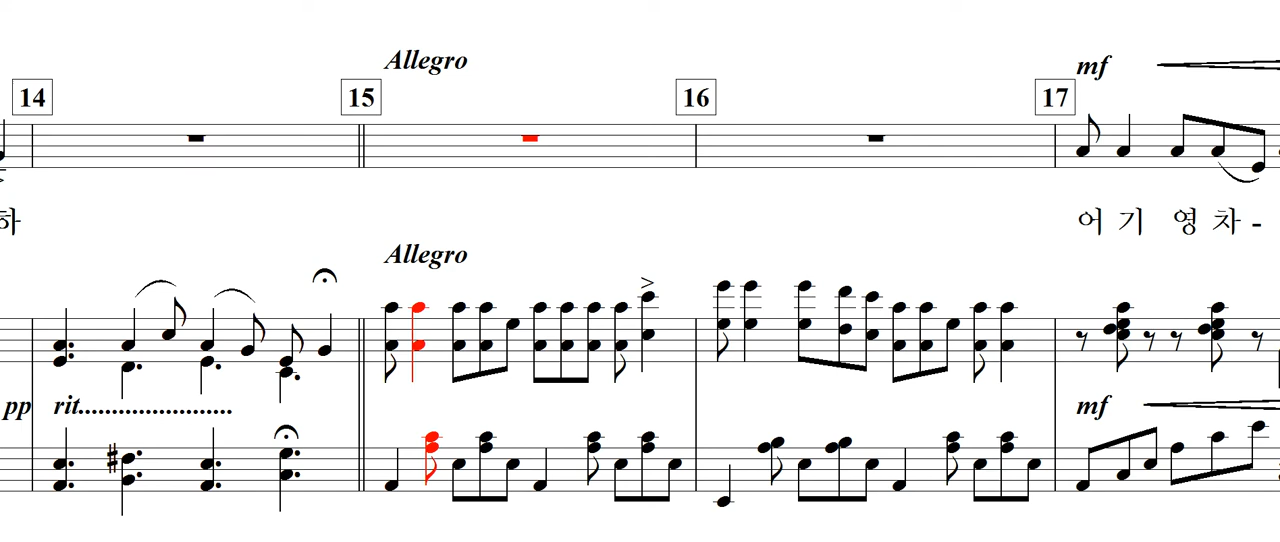 Allegro
mf
14 15 16 17
하 어 기 영 차 -
Allegro
pp rit....................... mf